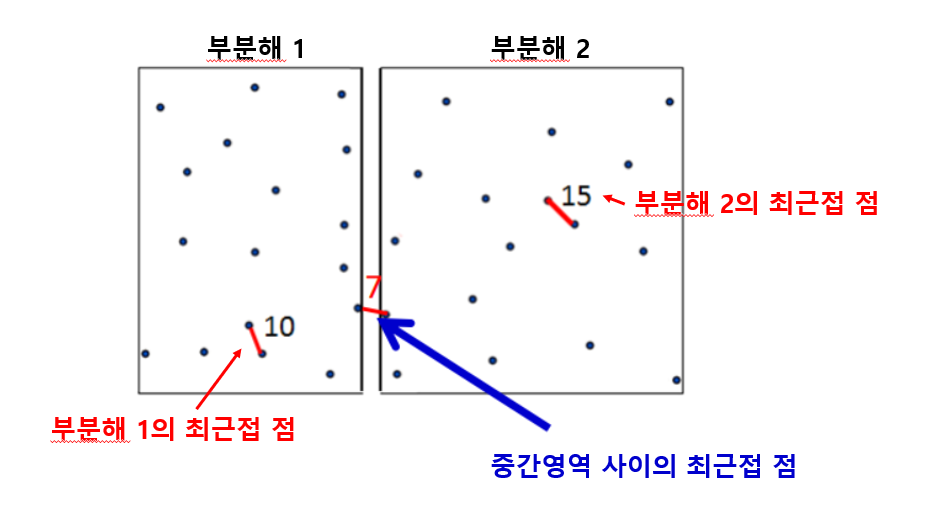 부분해 1
부분해 2
15
부분해 2의 최근접 점
7
10
부분해 1의 최근접 점
중간영역 사이의 최근접 점